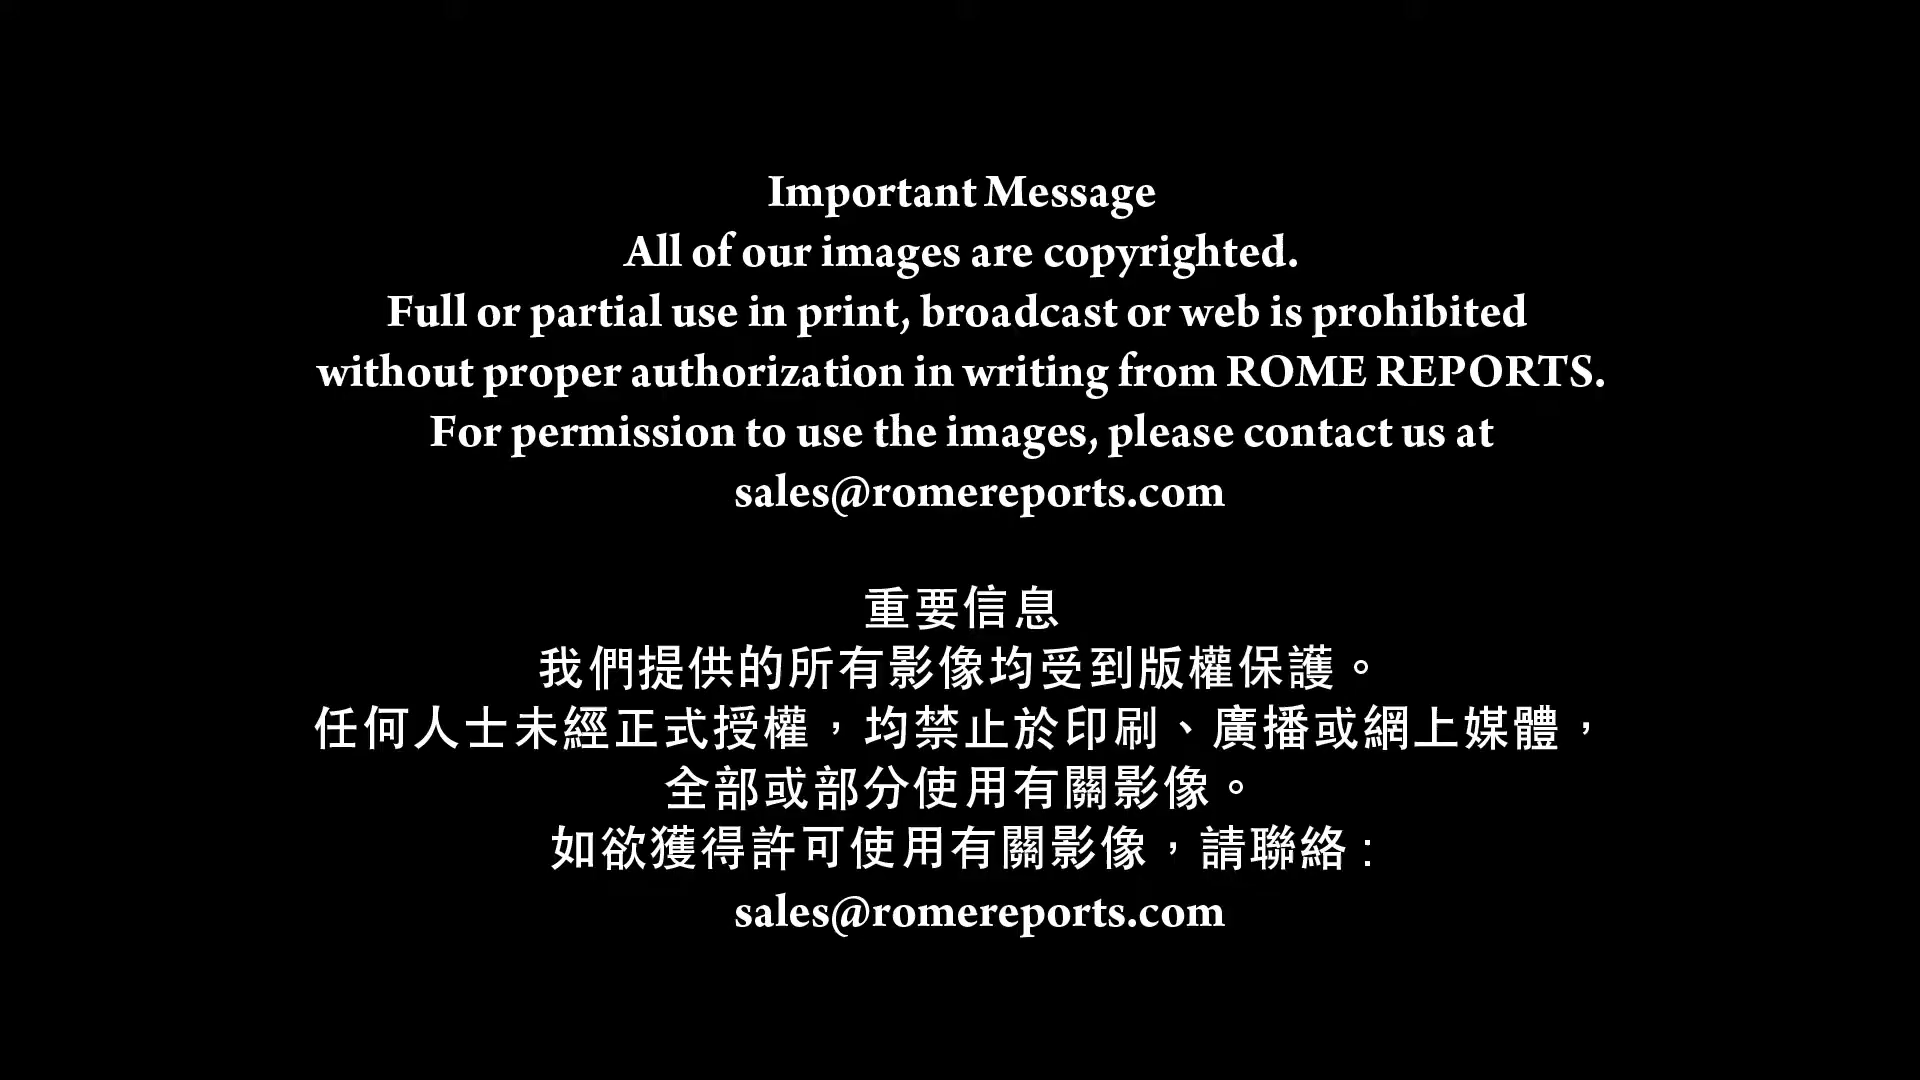 Important Message
All of our images are copyrighted.
Full or partial use in print, broadcast or web is prohibited
without proper authorization in writing from ROME REPORTS.
For permission to use the images, please contact us at
sales@romereports.com
重要信息
我們提供的所有影像均受到版權保護。
任何人士未經正式授權，均禁止於印刷、廣播或網上媒體，
全部或部分使用有關影像。
如欲獲得許可使用有關影像，請聯絡：
sales@romereports.com